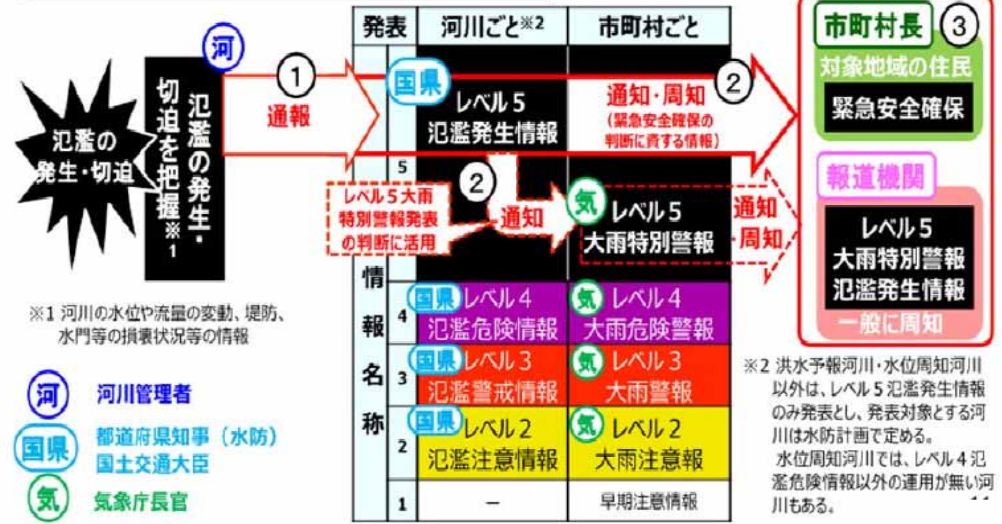 発表
河川ごと※2
市町村ごと
市町村長
③
対象地域の住民
緊急安全確保
河
氾濫の
発生・切迫
氾濫の発生・
切迫を把握※1
①
通報
国県
レベル5
氾濫発生情報
通知・周知
②
(緊急安全確保の
判断に資する情報)
5
レベル5大雨
特別警報発表
の判断に活用
②
通知
気
レベル5
大雨特別警報
通知
・周知
報道機関
レベル5
大雨特別警報
氾濫発生情報
一般に周知
情報名称
4
国県
レベル4
氾濫危険情報
気
レベル4
大雨危険警報
3
国県
レベル3
氾濫警戒情報
気
レベル3
大雨警報
2
国県
レベル2
氾濫注意情報
気
レベル2
大雨注意報
1
−
早期注意情報
※1 河川の水位や流量の変動、堤防、
水門等の損壊状況等の情報
河
河川管理者
国県
都道府県知事（水防）
国土交通大臣
気
気象庁長官
※2 洪水予報河川・水位周知河川
以外は、レベル5氾濫発生情報
のみ発表とし、発表対象とする河
川は水防計画で定める。
水位周知河川では、レベル4氾
濫危険情報以外の運用が無い河
川もある。